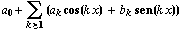 a₀+∑(aₖ cos(k x) + bₖ sen(k x))
k≥1